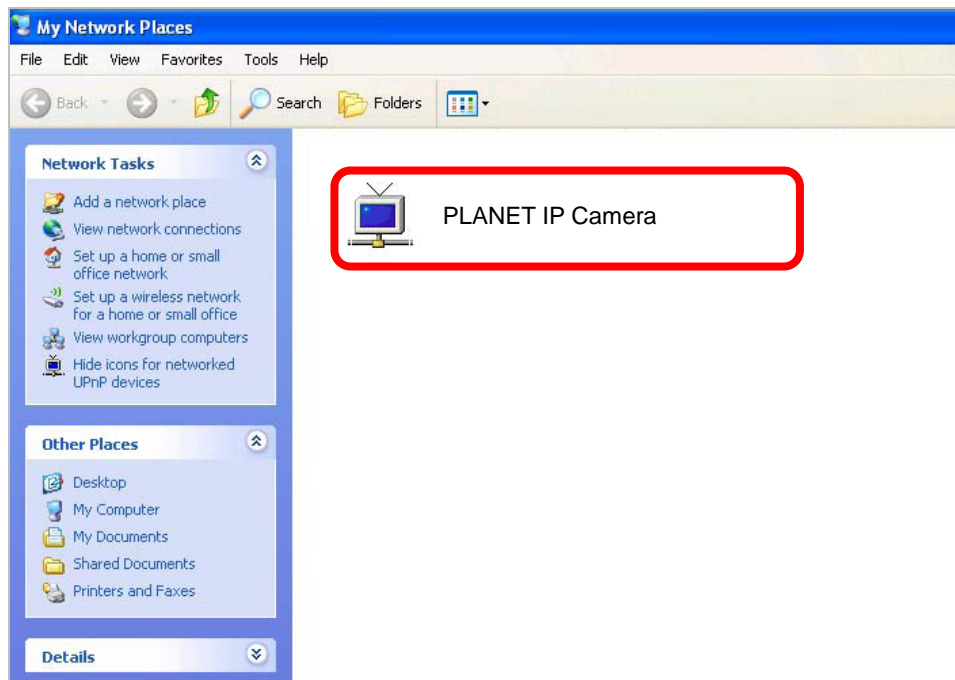 My Network Places
File Edit View Favorites Tools Help
Back Search Folders
Network Tasks
Add a network place
View network connections
Set up a home or small
office network
Set up a wireless network
for a home or small office
View workgroup computers
Hide icons for networked
UPnP devices
Other Places
Desktop
My Computer
My Documents
Shared Documents
Printers and Faxes
Details
PLANET IP Camera